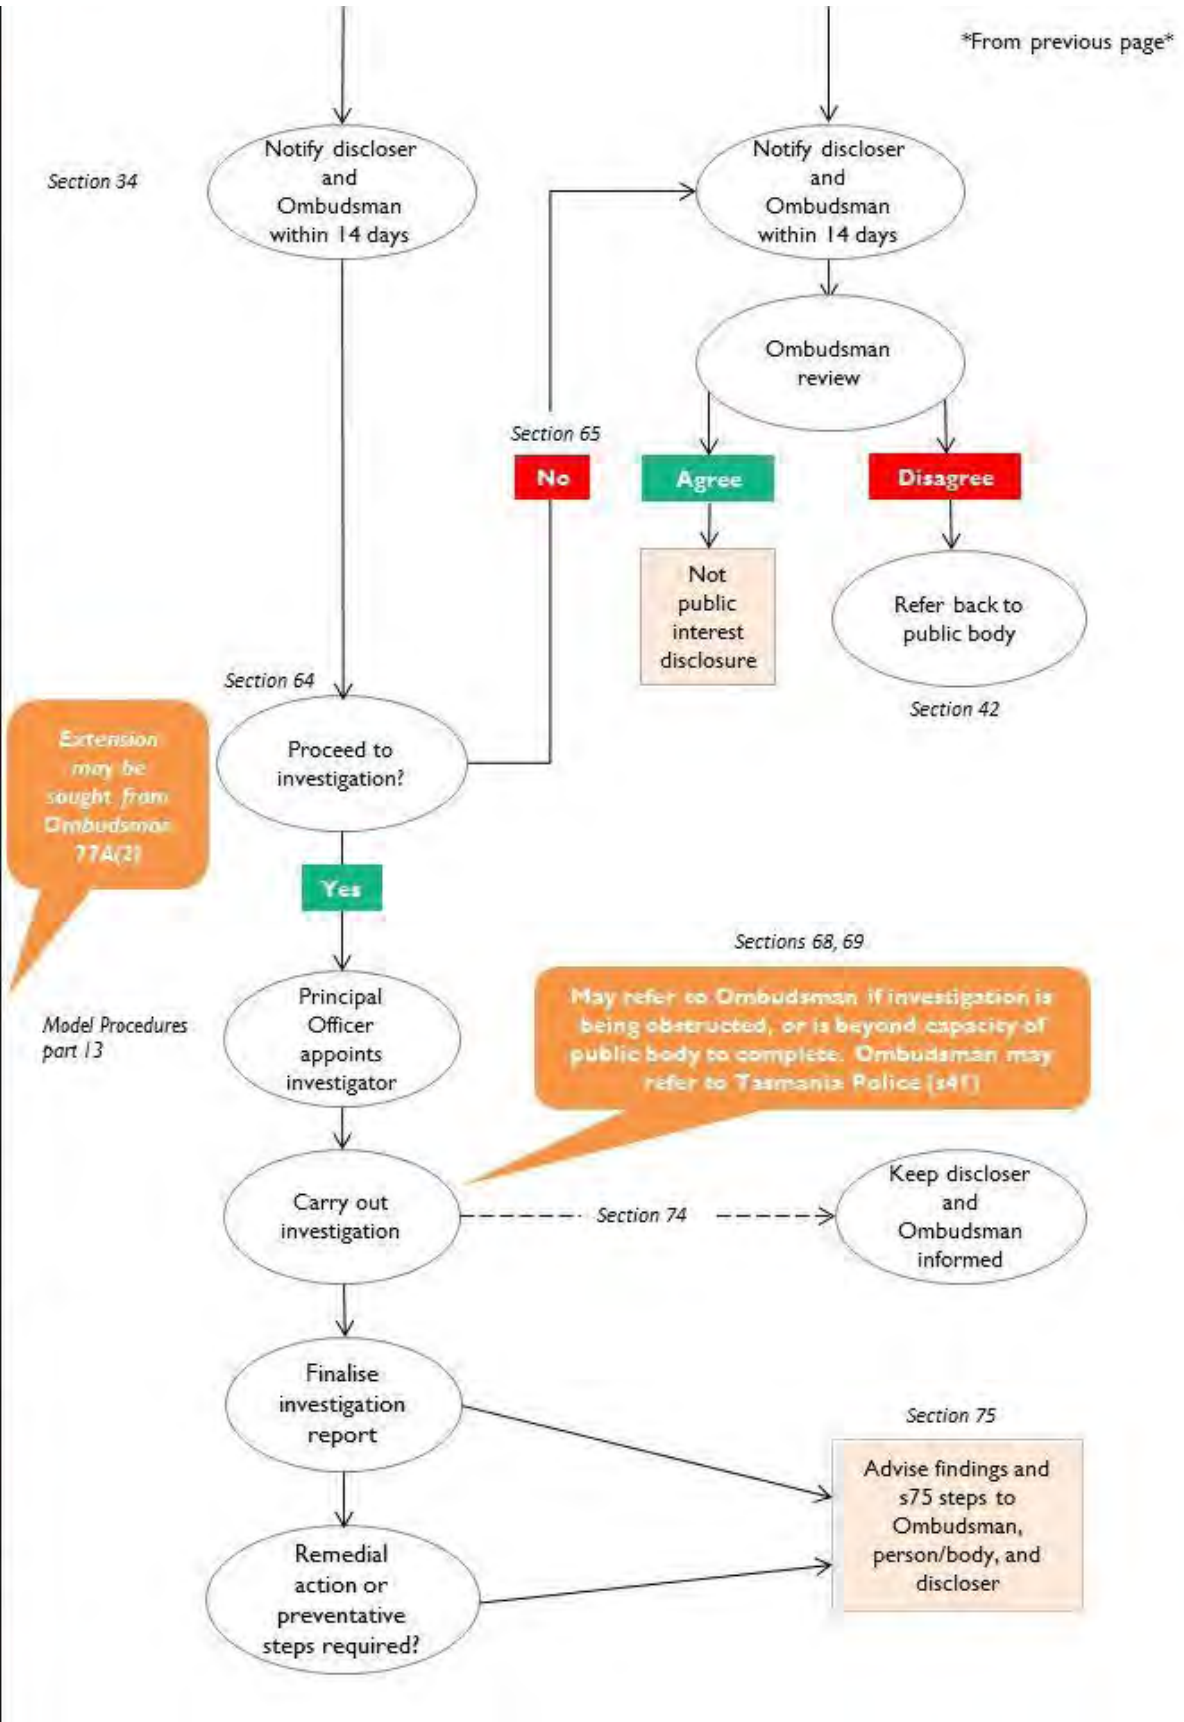 *From previous page*
Section 34
Notify discloser
and
Ombudsman
within 14 days
Notify discloser
and
Ombudsman
within 14 days
Ombudsman
review
Section 65
No
Agree
Disagree
Not
public
interest
disclosure
Refer back to
public body
Section 42
Section 64
Proceed to
investigation?
Extension
may be
sought from
Ombudsman
77A(2)
Yes
Model Procedures
part 13
Principal
Officer
appoints
investigator
Sections 68, 69
May refer to Ombudsman if investigation is
being obstructed, or is beyond capacity of
public body to complete. Ombudsman may
refer to Tasmania Police (s41)
Carry out
investigation
Section 74
Keep discloser
and
Ombudsman
informed
Finalise
investigation
report
Section 75
Advise findings and
s75 steps to
Ombudsman,
person/body, and
discloser
Remedial
action or
preventative
steps required?